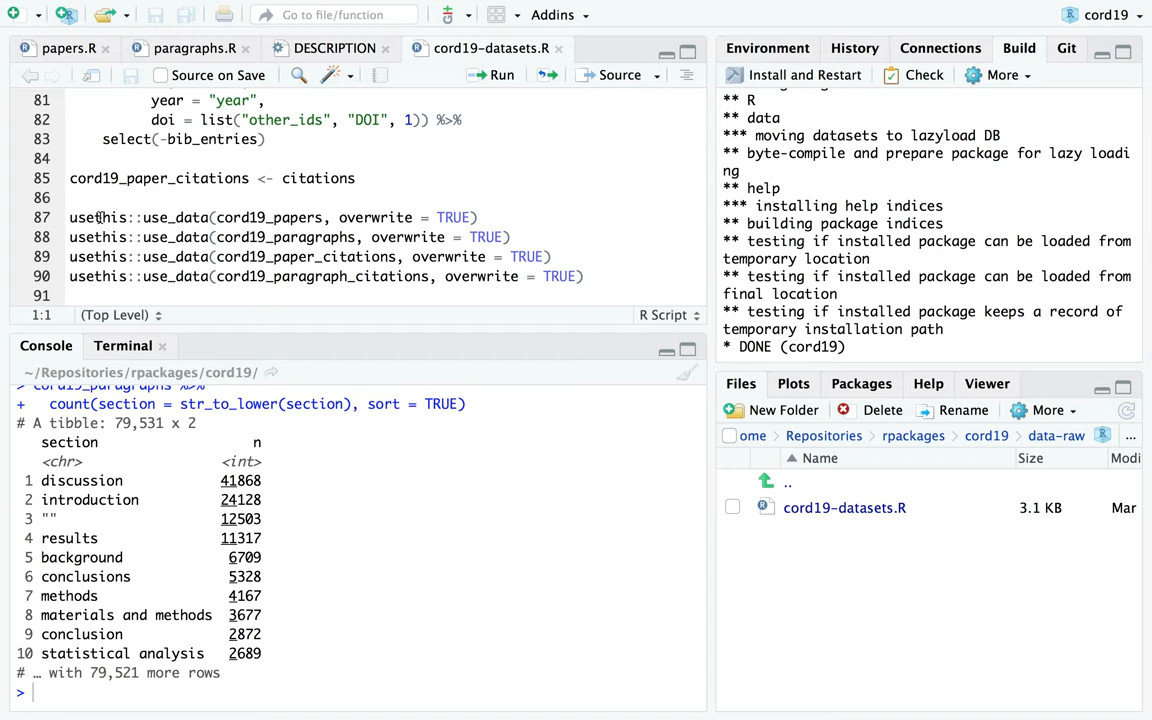 Go to file/function
Addins
cord19
papers.R
paragraphs.R
DESCRIPTION
cord19-datasets.R
Source on Save
Run
Source
81 year = "year",
82 doi = list("other_ids", "DOI", 1)) %>%
83 select(-bib_entries)
84
85 cord19_paper_citations <- citations
86
87 usethis::use_data(cord19_papers, overwrite = TRUE)
88 usethis::use_data(cord19_paragraphs, overwrite = TRUE)
89 usethis::use_data(cord19_paper_citations, overwrite = TRUE)
90 usethis::use_data(cord19_paragraph_citations, overwrite = TRUE)
91
1:1 (Top Level) R Script
Console Terminal
~/Repositories/rpackages/cord19/
> cord19_paragraphs %>%
+ count(section = str_to_lower(section), sort = TRUE)
# A tibble: 79,531 x 2
section n
<chr> <int>
1 discussion 41868
2 introduction 24128
3 "" 12503
4 results 11317
5 background 6709
6 conclusions 5328
7 methods 4167
8 materials and methods 3677
9 conclusion 2872
10 statistical analysis 2689
# … with 79,521 more rows
>
Environment History Connections Build Git
Install and Restart Check More
** R
** data
*** moving datasets to lazyload DB
** byte-compile and prepare package for lazy loadi
ng
** help
*** installing help indices
** building package indices
** testing if installed package can be loaded from
temporary location
** testing if installed package can be loaded from
final location
** testing if installed package keeps a record of
temporary installation path
* DONE (cord19)
Files Plots Packages Help Viewer
New Folder Delete Rename More
ome Repositories rpackages cord19 data-raw ...
Name Size Modi
..
cord19-datasets.R 3.1 KB Mar